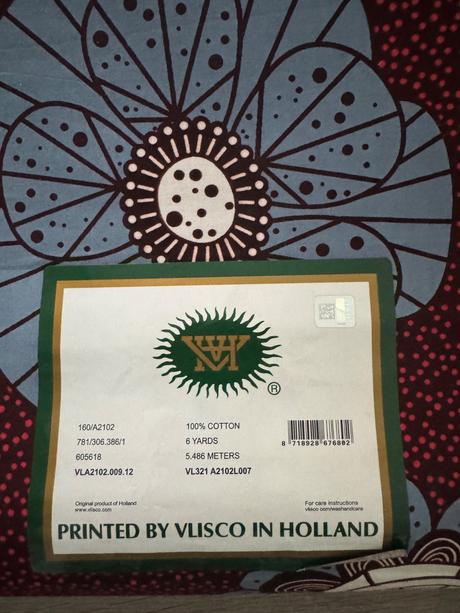 VH
®
160/A2102
100% COTTON
781/306.386/1
6 YARDS
605618
5.486 METERS
VLA2102.009.12
VL321 A2102L007
8 718928 676802
Original product of Holland
www.vlisco.com
For care instructions
vlisco.com/washandcare
PRINTED BY VLISCO IN HOLLAND